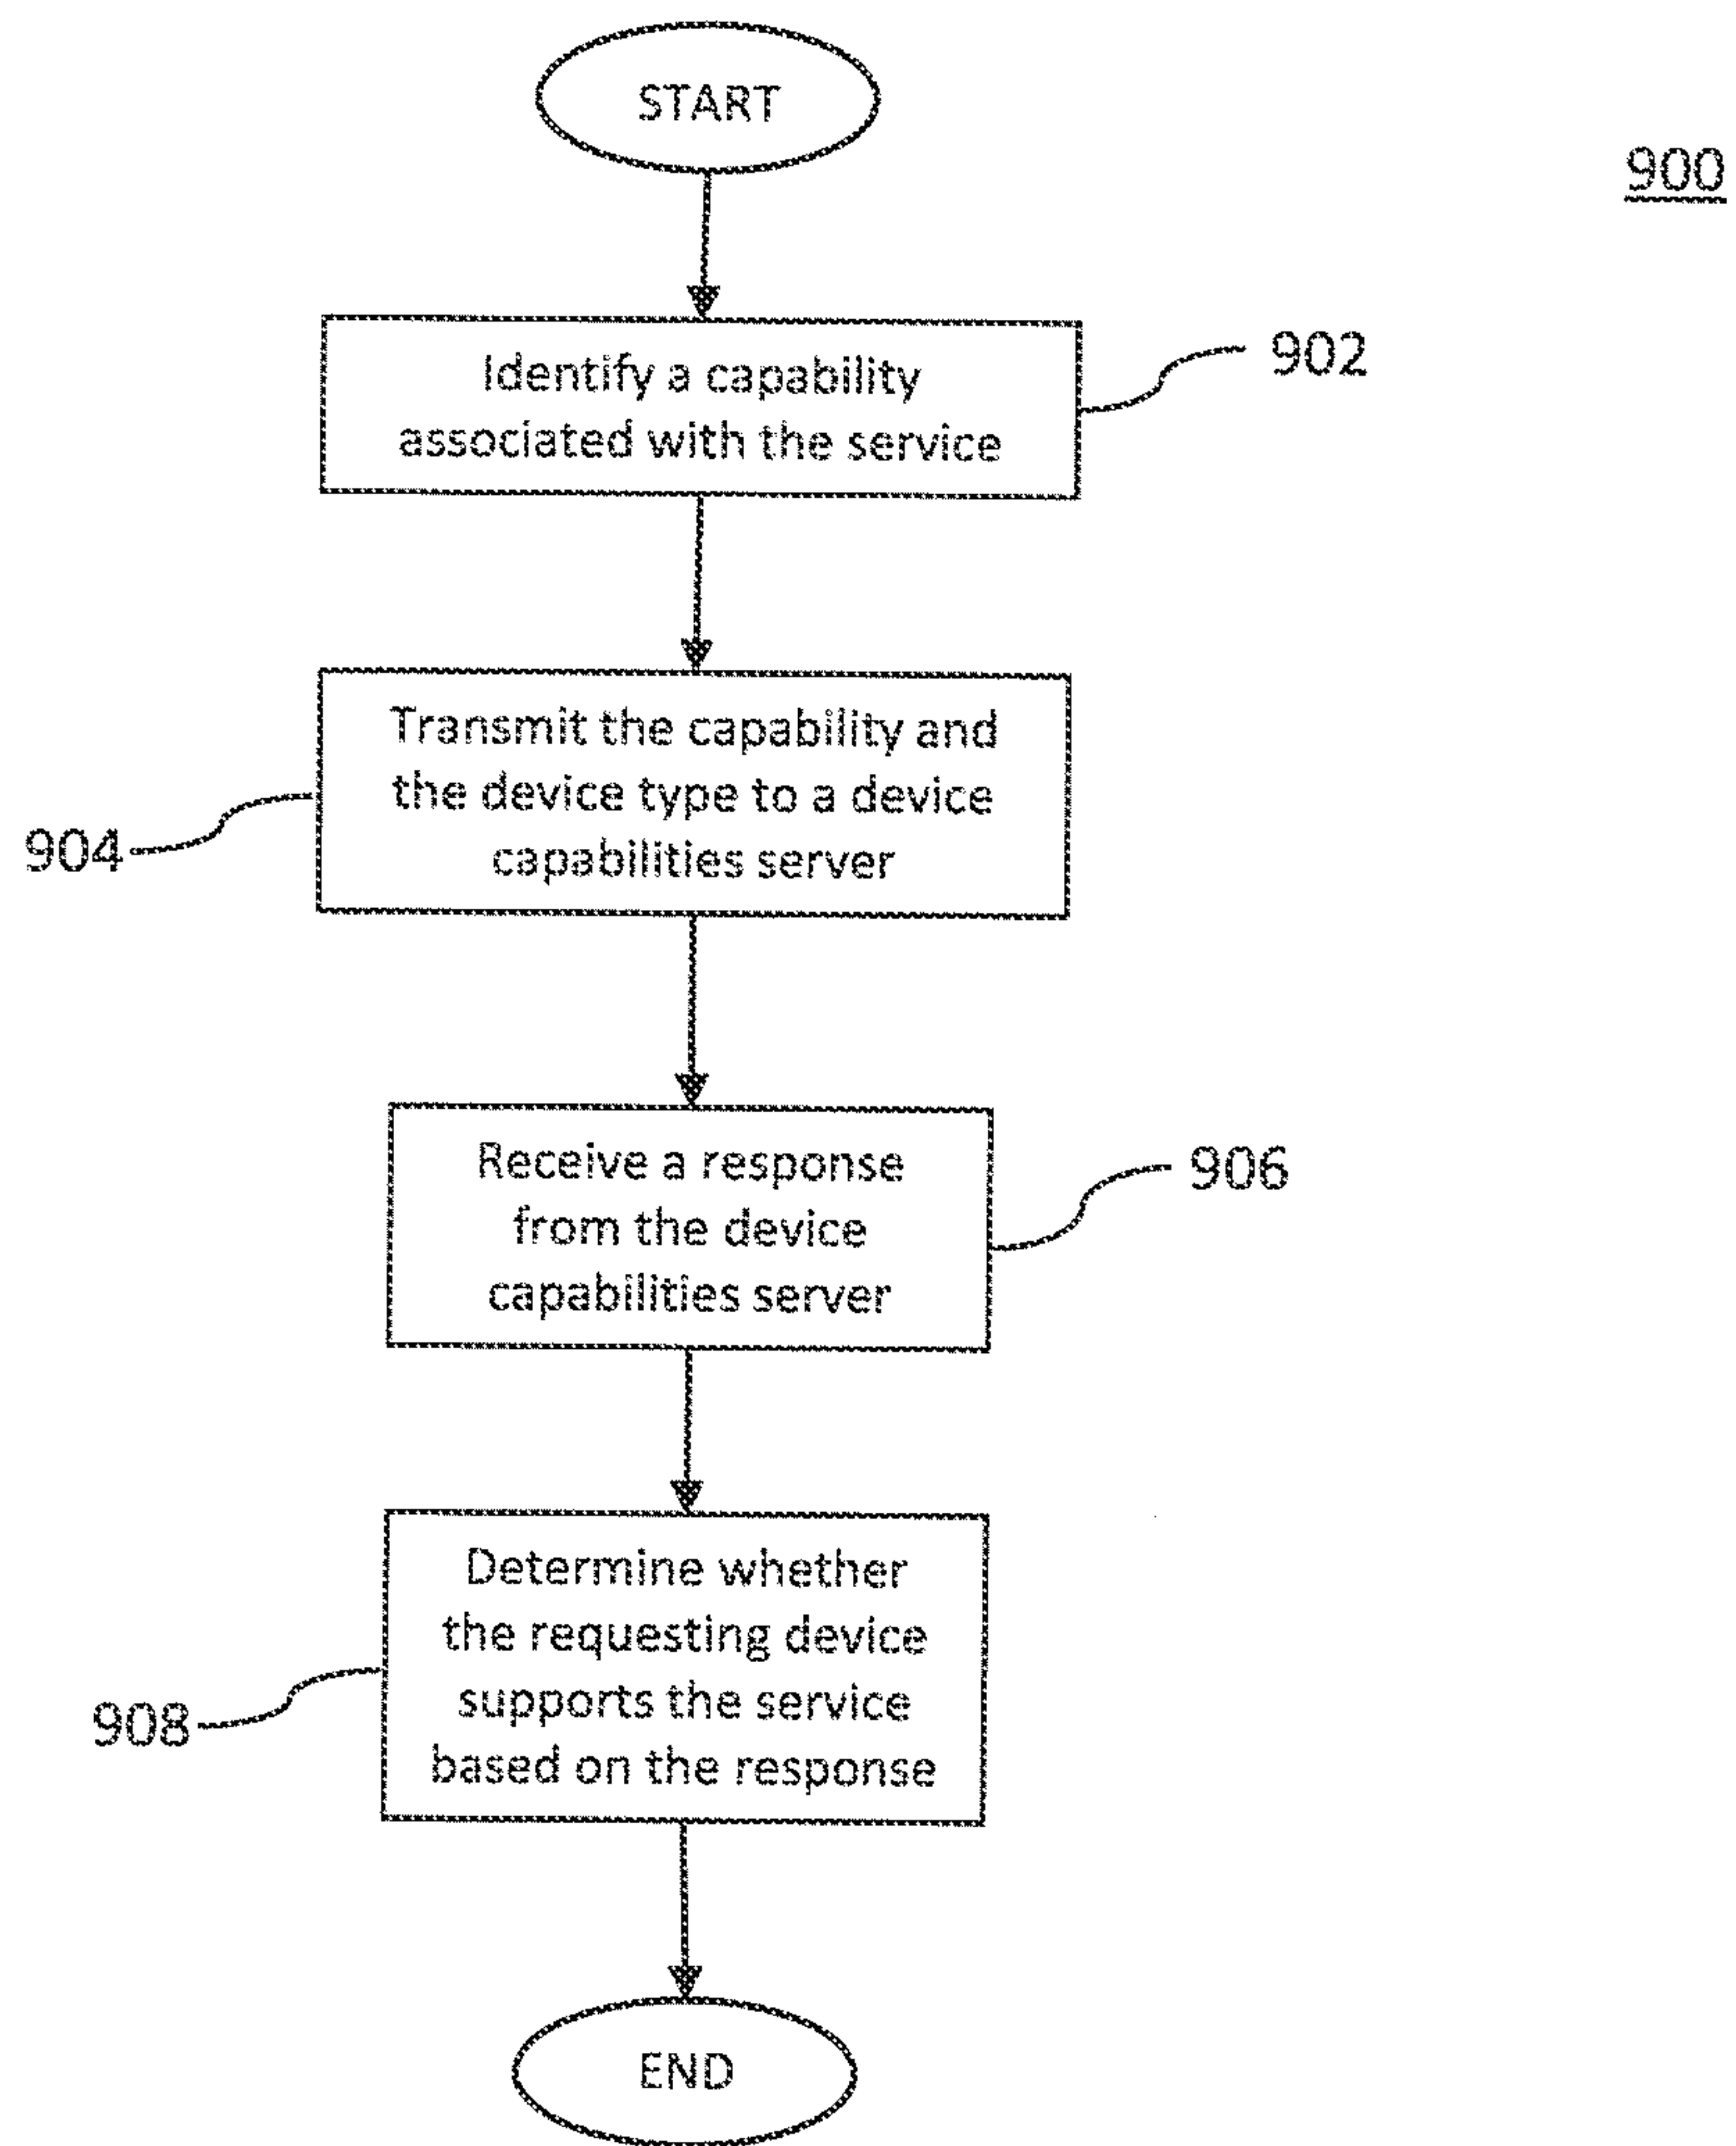 START
900
Identify a capability
associated with the service
902
Transmit the capability and
the device type to a device
capabilities server
904
Receive a response
from the device
capabilities server
906
Determine whether
the requesting device
supports the service
based on the response
908
END